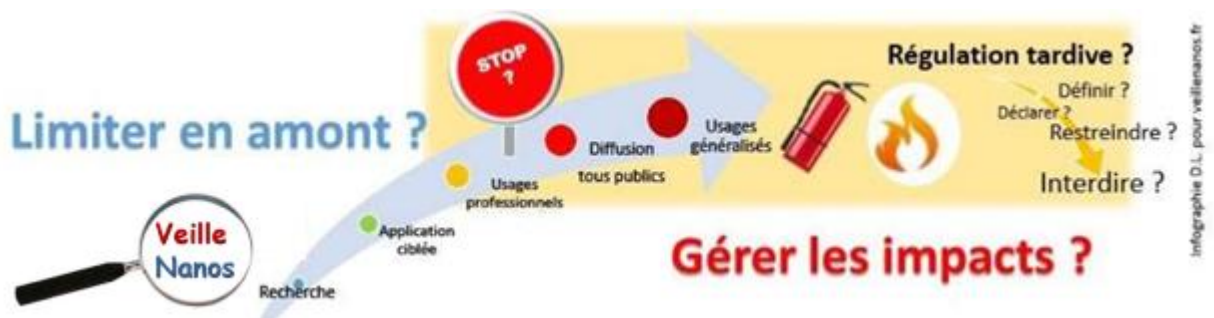 Limiter en amont ?
Veille
Nanos
Recherche
Application
ciblée
Usages
professionnels
STOP
?
Diffusion
tous publics
Usages
généralisés
Régulation tardive ?
Définir ?
Déclarer ?
Restreindre ?
Interdire ?
Gérer les impacts ?
Infographie D.L. pour veillenanos.fr